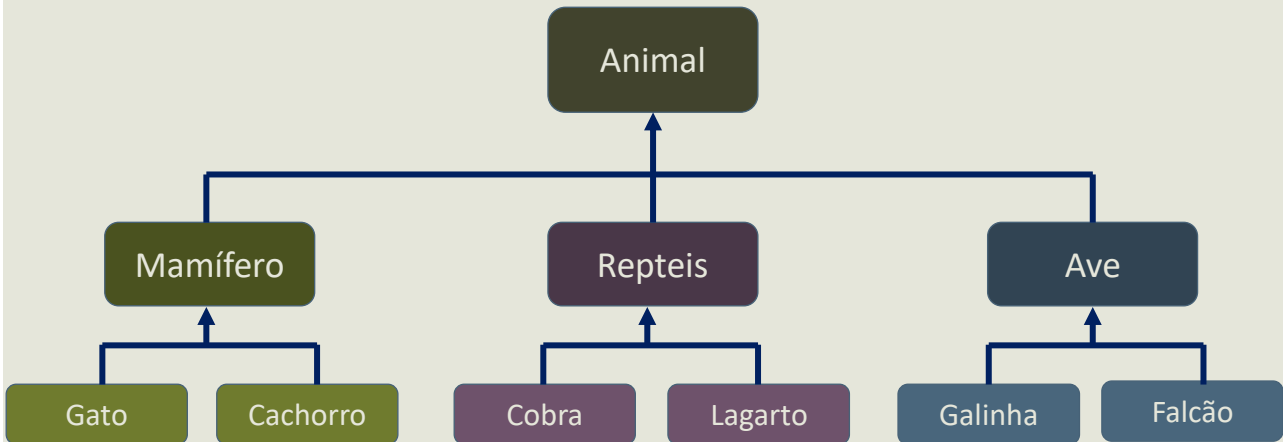 Animal
Mamífero
Repteis
Ave
Gato
Cachorro
Cobra
Lagarto
Galinha
Falcão